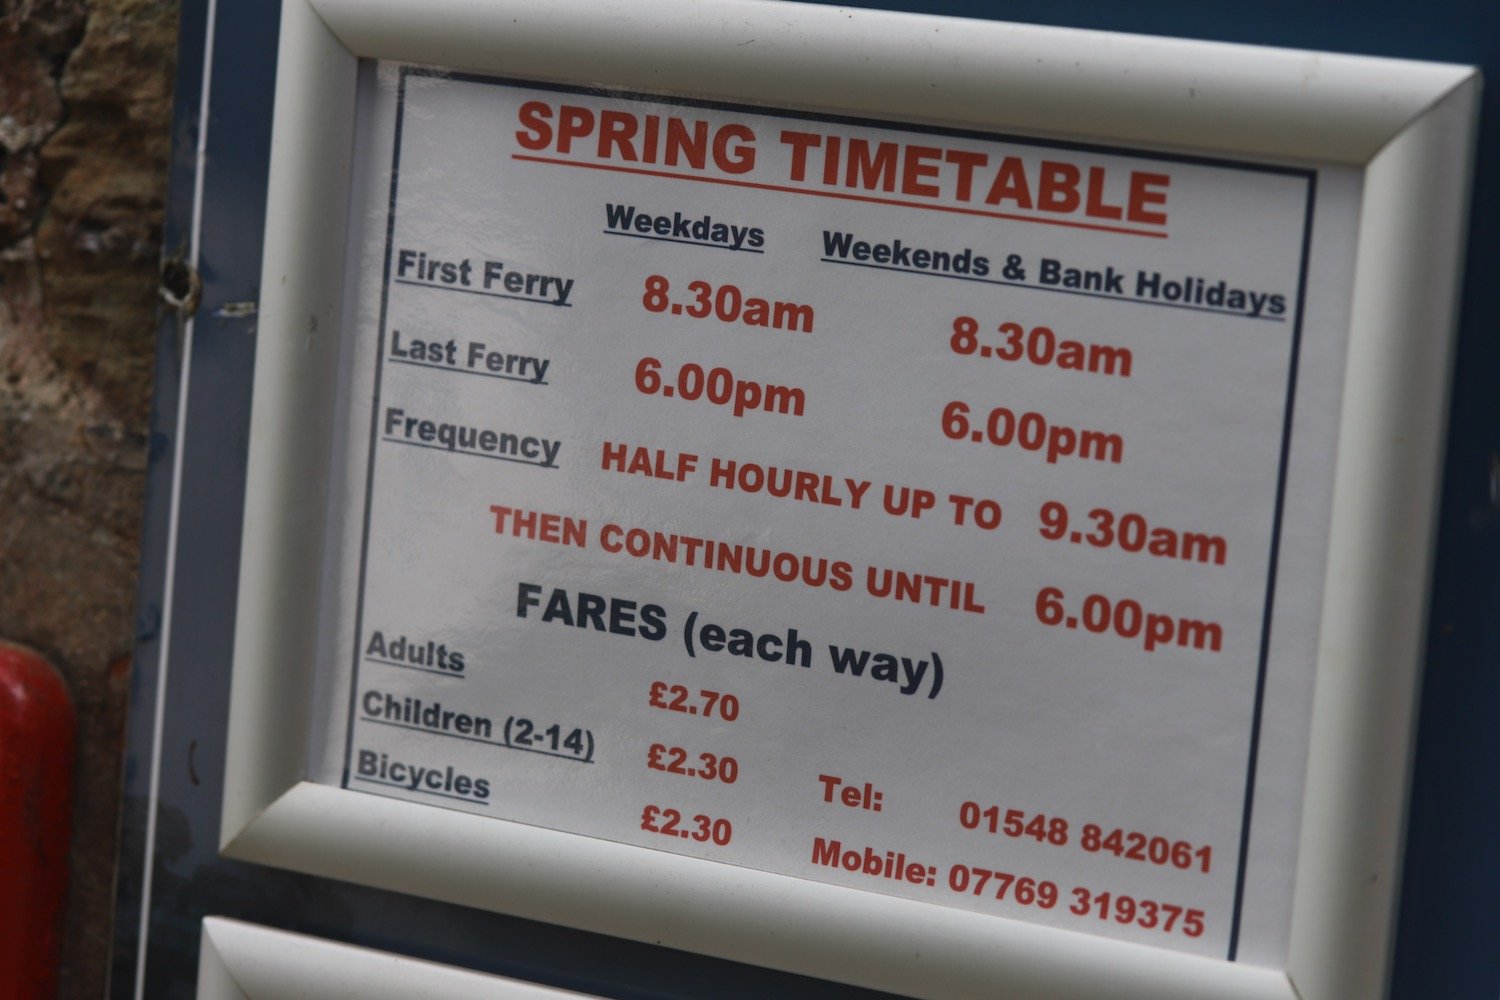 SPRING TIMETABLE
Weekdays Weekends & Bank Holidays
First Ferry 8.30am 8.30am
Last Ferry 6.00pm 6.00pm
Frequency HALF HOURLY UP TO 9.30am
THEN CONTINUOUS UNTIL 6.00pm
FARES (each way)
Adults £2.70
Children (2-14) £2.30
Bicycles £2.30
Tel: 01548 842061
Mobile: 07769 319375